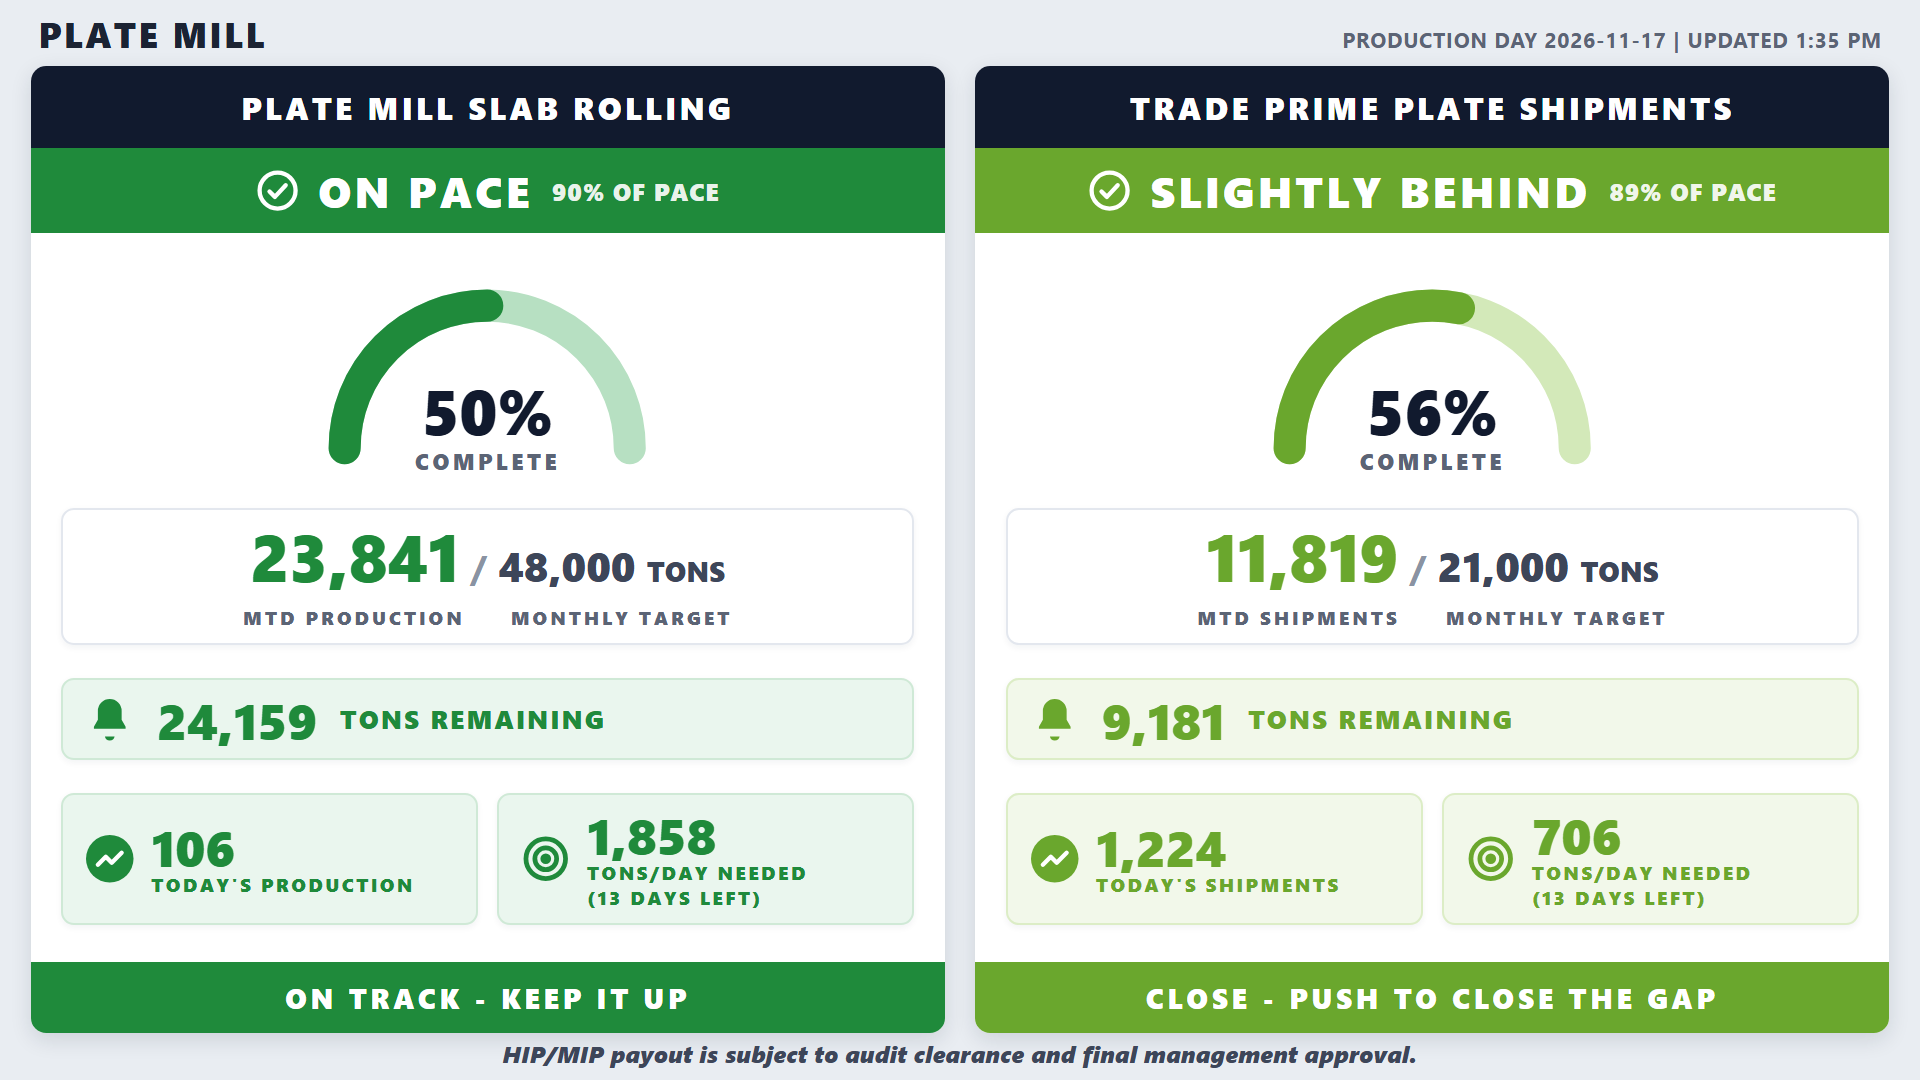 PLATE MILL
PRODUCTION DAY 2026-11-17 | UPDATED 1:35 PM
PLATE MILL SLAB ROLLING
ON PACE 90% OF PACE
50%
COMPLETE
23,841 / 48,000 TONS
MTD PRODUCTION MONTHLY TARGET
24,159 TONS REMAINING
106
TODAY'S PRODUCTION
1,858
TONS/DAY NEEDED
(13 DAYS LEFT)
ON TRACK - KEEP IT UP
TRADE PRIME PLATE SHIPMENTS
SLIGHTLY BEHIND 89% OF PACE
56%
COMPLETE
11,819 / 21,000 TONS
MTD SHIPMENTS MONTHLY TARGET
9,181 TONS REMAINING
1,224
TODAY'S SHIPMENTS
706
TONS/DAY NEEDED
(13 DAYS LEFT)
CLOSE - PUSH TO CLOSE THE GAP
HIP/MIP payout is subject to audit clearance and final management approval.